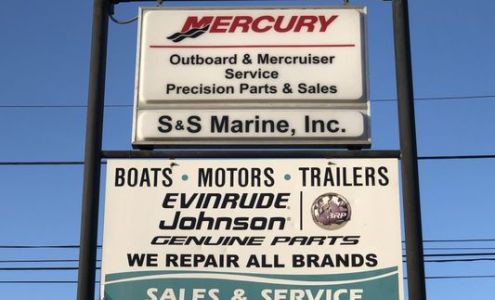 MERCURY
Outboard & Mercruiser
Service
Precision Parts & Sales
S&S Marine, Inc.
BOATS • MOTORS • TRAILERS
EVINRUDE
Johnson
GENUINE PARTS
WE REPAIR ALL BRANDS
SALES & SERVICE